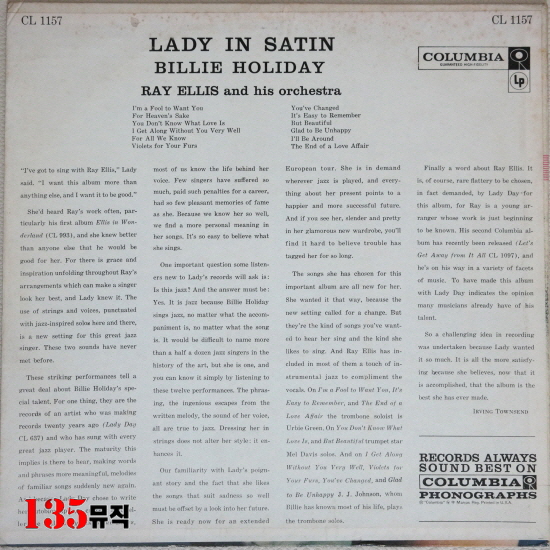 CL 1157
CL 1157
LADY IN SATIN
BILLIE HOLIDAY
RAY ELLIS and his orchestra
COLUMBIA
GUARANTEED HIGH-FIDELITY
Lp
I'm a Fool to Want You
For Heaven's Sake
You Don't Know What Love Is
I Get Along Without You Very Well
For All We Know
Violets for Your Furs
You've Changed
It's Easy to Remember
But Beautiful
Glad to Be Unhappy
I'll Be Around
The End of a Love Affair
"I've got to sing with Ray Ellis," Lady
said. "I want this album more than
anything else, and I want it to be good."
She'd heard Ray's work often, par-
ticularly his first album Ellis in Won-
derland (CL 993), and she knew better
than anyone else that he would be
good for her. For there is grace and
inspiration unfolding throughout Ray's
arrangements which can make a singer
look her best, and Lady knew it. The
use of strings and voices, punctuated
with jazz-inspired solos here and there,
is a new setting for this great jazz
singer. These two sounds have never
met before.
These striking performances tell a
great deal about Billie Holiday's spe-
cial talent. For one thing, they are the
records of an artist who was making
records twenty years ago (Lady Day
CL 637) and who has sung with every
great jazz player. The maturity this
implies is there to hear, making words
and phrases more meaningful, melodies
of familiar songs suddenly new again.
Day chose to write
most of us know the life behind her
voice. Few singers have suffered so
much, paid such penalties for a career,
had so few pleasant memories of fame
as she. Because we know her so well,
we find a more personal meaning in
her songs. It's so easy to believe what
she sings.
One important question some listen-
ers new to Lady's records will ask is:
Is this jazz? And the answer must be:
Yes. It is jazz because Billie Holiday
sings jazz, no matter what the accom-
paniment is, no matter what the song
is. It would be difficult to name more
than a half a dozen jazz singers in the
history of the art, but she is one, and
you can know it simply by listening to
these twelve performances. The phras-
ing, the ingenious escapes from the
written melody, the sound of her voice,
all are true to jazz. Dressing her in
strings does not alter her style: it en-
hances it.
Our familiarity with Lady's poign-
ant story and the fact that she likes
the songs that suit sadness so well
must be offset by a look into her future.
She is ready now for an extended
European tour. She is in demand
wherever jazz is played, and every-
thing about her present points to a
happier and more successful future.
And if you see her, slender and pretty
in her glamorous new wardrobe, you'll
find it hard to believe trouble has
tagged her for so long.
The songs she has chosen for this
important album are all new for her.
She wanted it that way, because the
new setting called for a change. But
they're the kind of songs you've want-
ed to hear her sing and the kind she
likes to sing. And Ray Ellis has in-
cluded in most of them a touch of in-
strumental jazz to compliment the
vocals. On I'm a Fool to Want You, It's
Easy to Remember, and The End of a
Love Affair the trombone soloist is
Urbie Green. On You Don't Know What
Love Is, and But Beautiful trumpet star
Mel Davis solos. And on I Get Along
Without You Very Well, Violets for
Your Furs, You've Changed, and Glad
to Be Unhappy J. J. Johnson, whom
Billie has known most of his life, plays
the trombone solos.
Finally a word about Ray Ellis. It
is, of course, rare flattery to be chosen,
in fact demanded, by Lady Day for
this album, for Ray is a young ar-
ranger whose work is just beginning
to be known. His second Columbia al-
bum has recently been released (Let's
Get Away from It All CL 1097), and
he's on his way in a variety of facets
of music. To have made this album
with Lady Day indicates the opinion
many musicians already have of his
talent.
So a challenging idea in recording
was undertaken because Lady wanted
it so much. It is all the more satisfy-
ing because she believes, now that it
is accomplished, that the album is the
best she has ever made.
IRVING TOWNSEND
RECORDS ALWAYS
SOUND BEST ON
COLUMBIA
PHONOGRAPHS
135뮤직